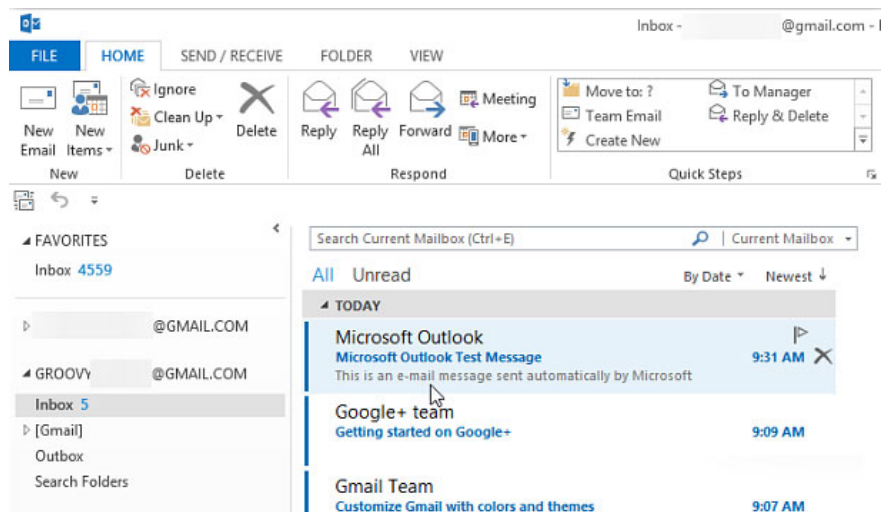 Inbox - @gmail.com -
FILE HOME SEND / RECEIVE FOLDER VIEW
New Email
New Items
Ignore
Clean Up
Junk
Delete
Reply
Reply All
Forward
Meeting
More
Move to: ?
Team Email
Create New
To Manager
Reply & Delete
New Delete Respond Quick Steps
FAVORITES
Inbox 4559
@GMAIL.COM
GROOVY @GMAIL.COM
Inbox 5
[Gmail]
Outbox
Search Folders
Search Current Mailbox (Ctrl+E) Current Mailbox
All Unread By Date Newest
TODAY
Microsoft Outlook
Microsoft Outlook Test Message 9:31 AM
This is an e-mail message sent automatically by Microsoft
Google+ team
Getting started on Google+ 9:09 AM
Gmail Team
Customize Gmail with colors and themes 9:07 AM